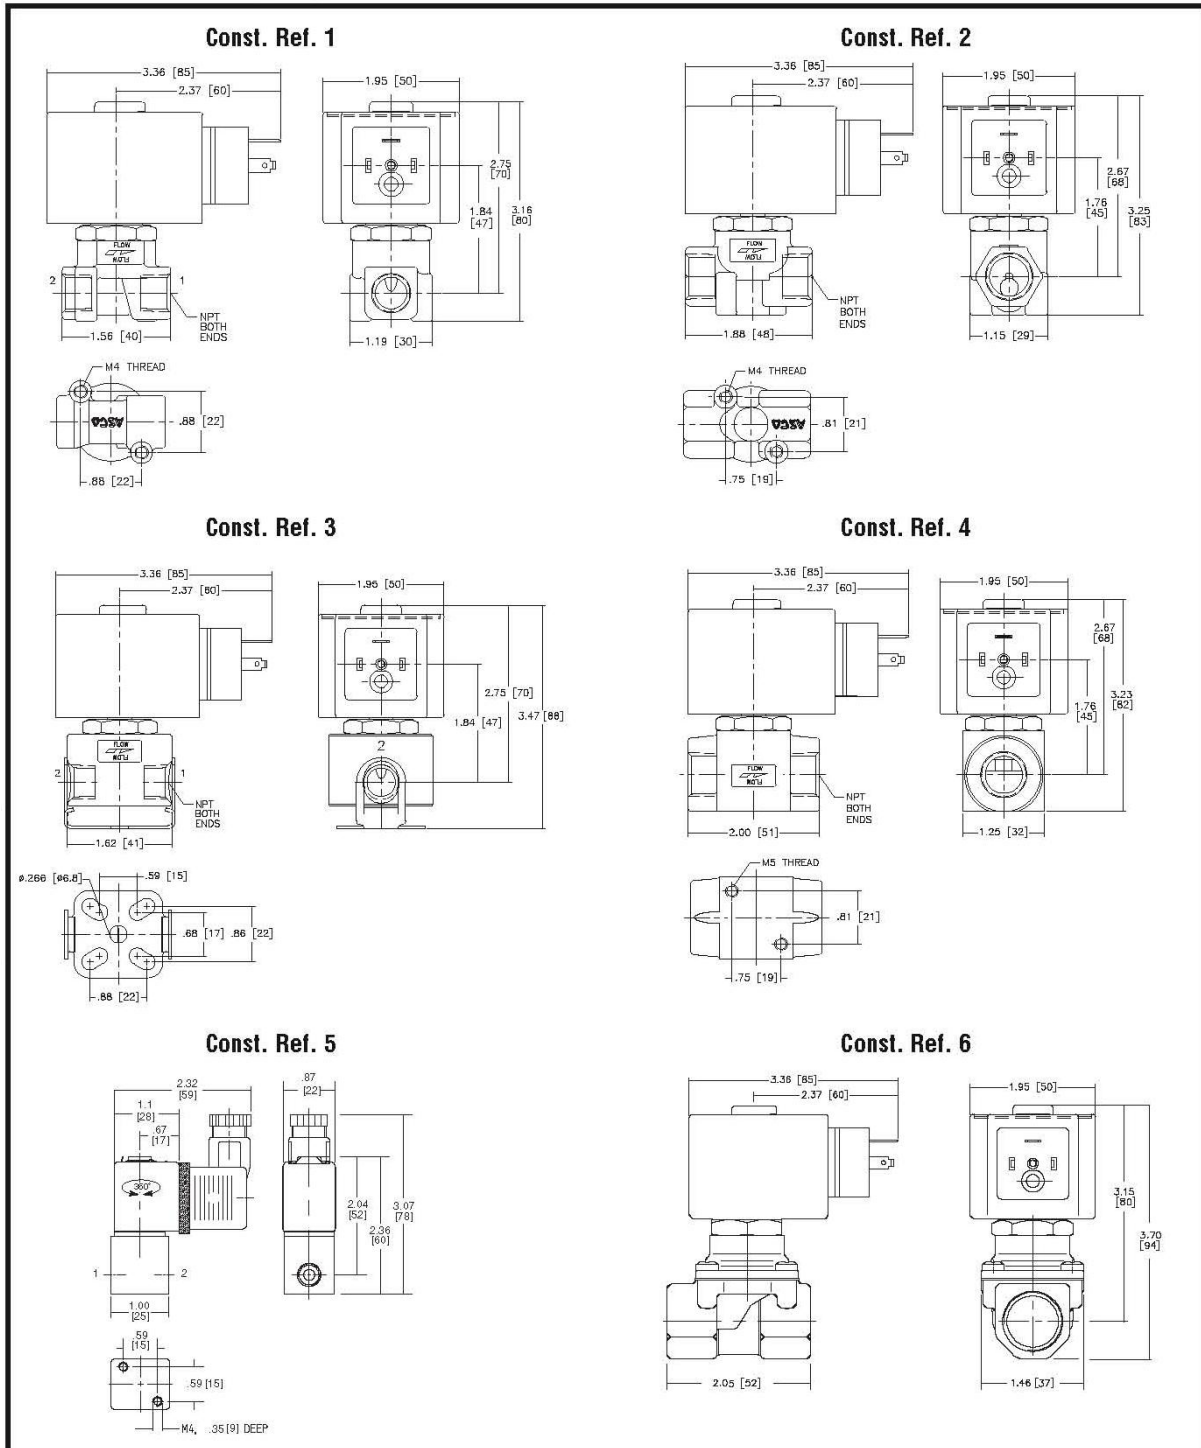 Const. Ref. 1
3.36 [85]
2.37 [60]
1.95 [50]
2.75
[70]
1.84
[47]
3.16
[80]
FLOW
FLOW
2
1
NPT
BOTH
ENDS
1.56 [40]
1.19 [30]
M4 THREAD
ASCO
.88 [22]
.88 [22]
Const. Ref. 2
3.36 [85]
2.37 [60]
1.95 [50]
2.67
[68]
1.76
[45]
3.25
[83]
FLOW
FLOW
NPT
BOTH
ENDS
1.88 [48]
1.15 [29]
M4 THREAD
ASCO
.81 [21]
.75 [19]
Const. Ref. 3
3.36 [85]
2.37 [60]
1.95 [50]
2.75 [70]
1.84 [47]
3.47 [88]
FLOW
FLOW
2
1
2
NPT
BOTH
ENDS
1.62 [41]
ø.266 [ø6.8]
.59 [15]
.68 [17]
.86 [22]
.88 [22]
Const. Ref. 4
3.36 [85]
2.37 [60]
1.95 [50]
2.67
[68]
1.76
[45]
3.23
[82]
FLOW
FLOW
NPT
BOTH
ENDS
2.00 [51]
1.25 [32]
M5 THREAD
.81 [21]
.75 [19]
Const. Ref. 5
2.32
[59]
1.1
[28]
.67
[17]
.87
[22]
360°
2.04
[52]
2.36
[60]
3.07
[78]
1
2
1.00
[25]
.59
[15]
.59 [15]
M4, .35 [9] DEEP
Const. Ref. 6
3.36 [85]
2.37 [60]
1.95 [50]
3.15
[80]
3.70
[94]
2.05 [52]
1.46 [37]